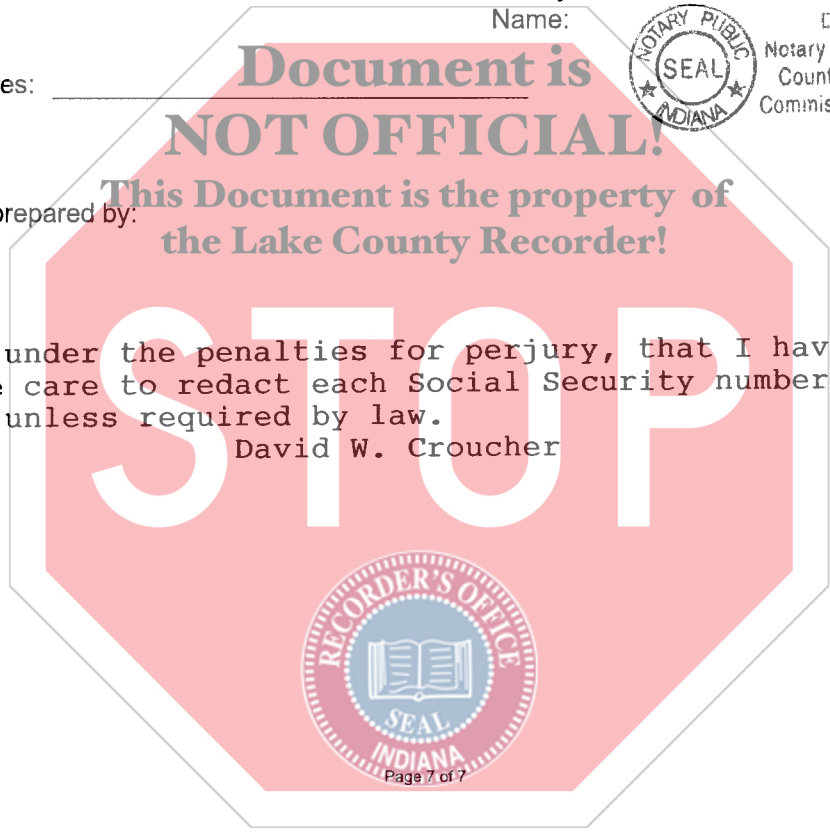 Name:
NOTARY PUBLIC
SEAL
INDIANA
Notary
Count
Commis
Document is
es:
NOT OFFICIAL!
This Document is the property of
prepared by:
the Lake County Recorder!
STOP
under the penalties for perjury, that I hav
e care to redact each Social Security number
unless required by law.
David W. Croucher
RECORDER'S OFFICE
SEAL
INDIANA
Page 7 of 7